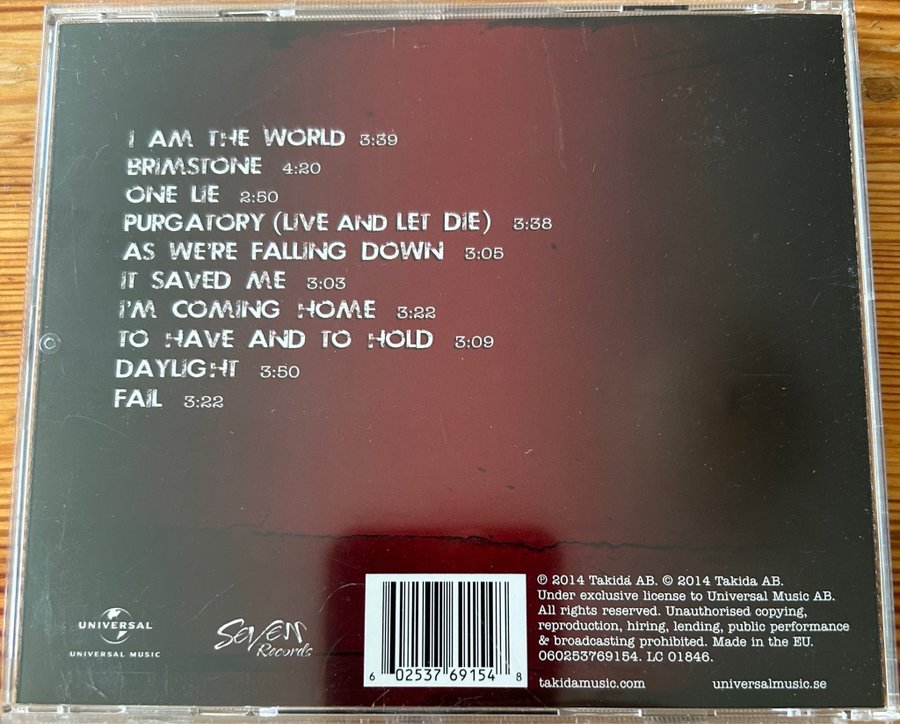 I AM THE WORLD 3:39
BRIMSTONE 4:20
ONE LIE 2:50
PURGATORY (LIVE AND LET DIE) 3:38
AS WE'RE FALLING DOWN 3:05
IT SAVED ME 3:03
I'M COMING HOME 3:22
TO HAVE AND TO HOLD 3:09
DAYLIGHT 3:50
FAIL 3:22
UNIVERSAL
UNIVERSAL MUSIC
Seven
Records
6 02537 69154 8
℗ 2014 Takida AB. © 2014 Takida AB.
Under exclusive license to Universal Music AB.
All rights reserved. Unauthorised copying,
reproduction, hiring, lending, public performance
& broadcasting prohibited. Made in the EU.
060253769154. LC 01846.
takidamusic.com universalmusic.se